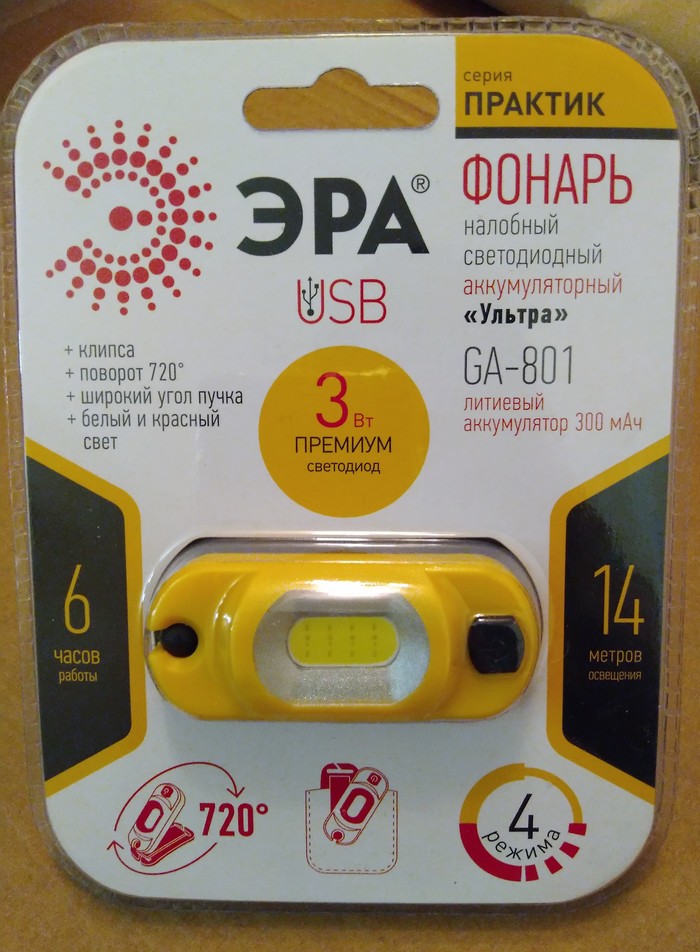 серия
ПРАКТИК
ЭРА®
USB
ФОНАРЬ
налобный
светодиодный
аккумуляторный
«Ультра»
GA-801
литиевый
аккумулятор 300 мАч
+ клипса
+ поворот 720°
+ широкий угол пучка
+ белый и красный
свет
3 Вт
ПРЕМИУМ
светодиод
6
часов
работы
14
метров
освещения
720°
4
режима